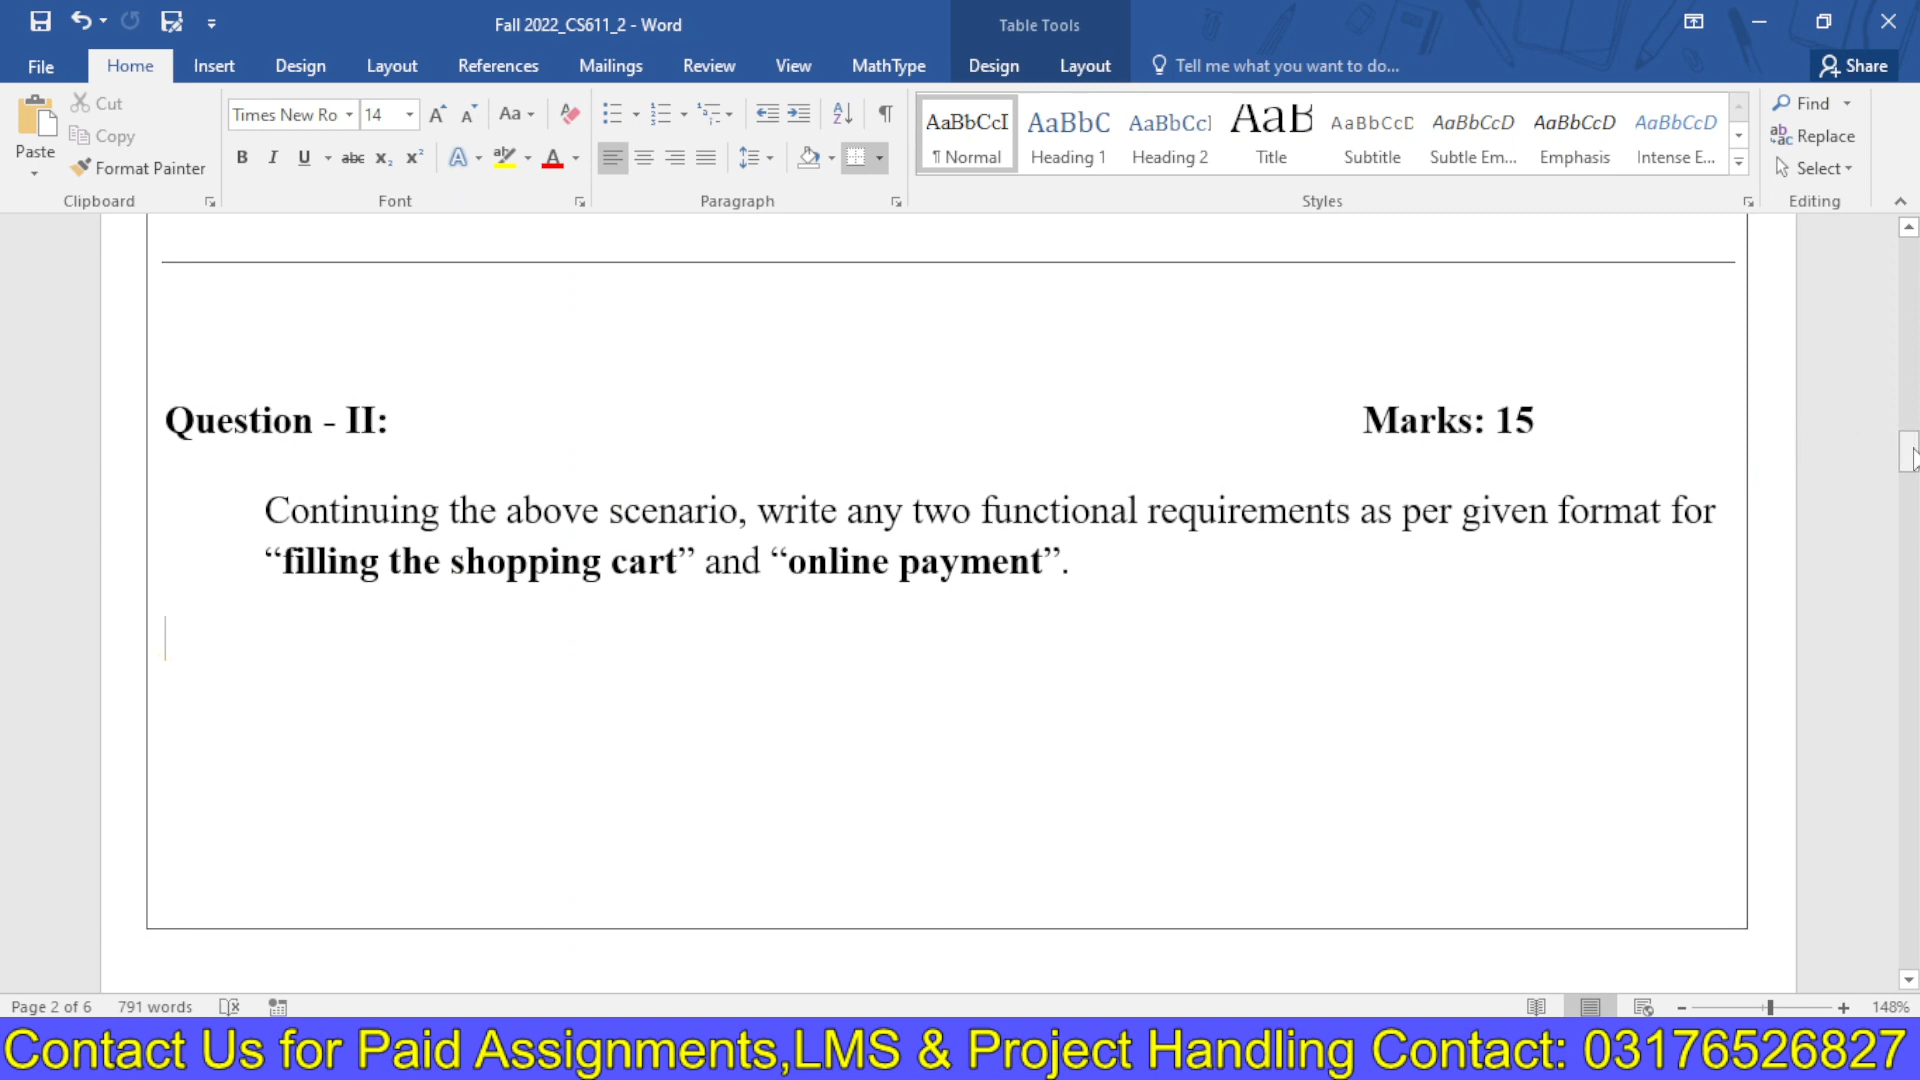 Fall 2022_CS611_2 - Word
Table Tools
File Home Insert Design Layout References Mailings Review View MathType Design Layout Tell me what you want to do... Share
Paste
Cut
Copy
Format Painter
Clipboard
Times New Ro 14
Font
Paragraph
AaBbCcI AaBbC AaBbCcI AaB AaBbCcD AaBbCcD AaBbCcD AaBbCcD
¶ Normal Heading 1 Heading 2 Title Subtitle Subtle Em... Emphasis Intense E...
Styles
Find
Replace
Select
Editing
Question - II: Marks: 15
Continuing the above scenario, write any two functional requirements as per given format for
“filling the shopping cart” and “online payment”.
Page 2 of 6 791 words 148%
Contact Us for Paid Assignments,LMS & Project Handling Contact: 03176526827